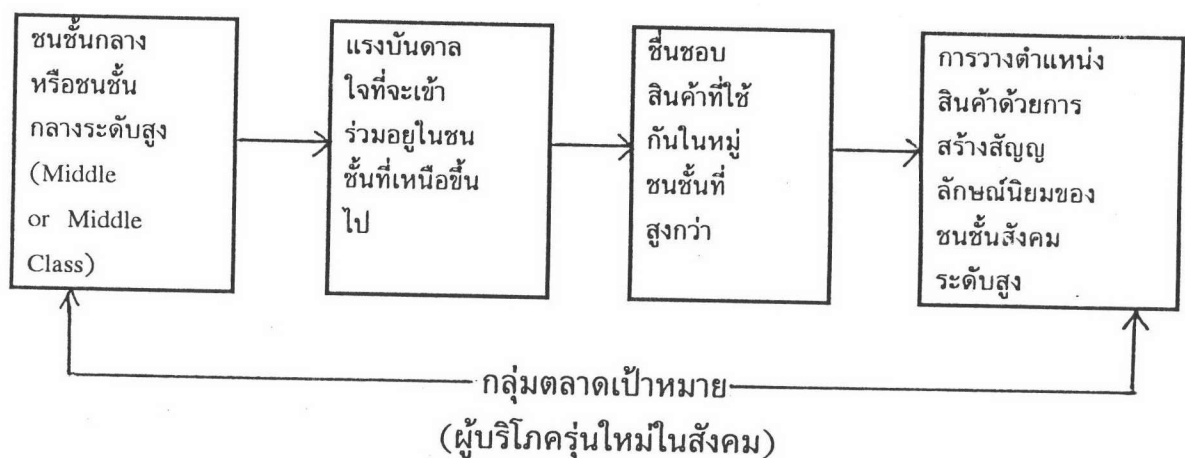 ชนชั้นกลาง
หรือชนชั้น
กลางระดับสูง
(Middle
or Middle
Class)
แรงบันดาล
ใจที่จะเข้า
ร่วมอยู่ในชน
ชั้นที่เหนือขึ้น
ไป
ชื่นชอบ
สินค้าที่ใช้
กันในหมู่
ชนชั้นที่
สูงกว่า
การวางตำแหน่ง
สินค้าด้วยการ
สร้างสัญญ
ลักษณ์นิยมของ
ชนชั้นสังคม
ระดับสูง
กลุ่มตลาดเป้าหมาย
(ผู้บริโภครุ่นใหม่ในสังคม)